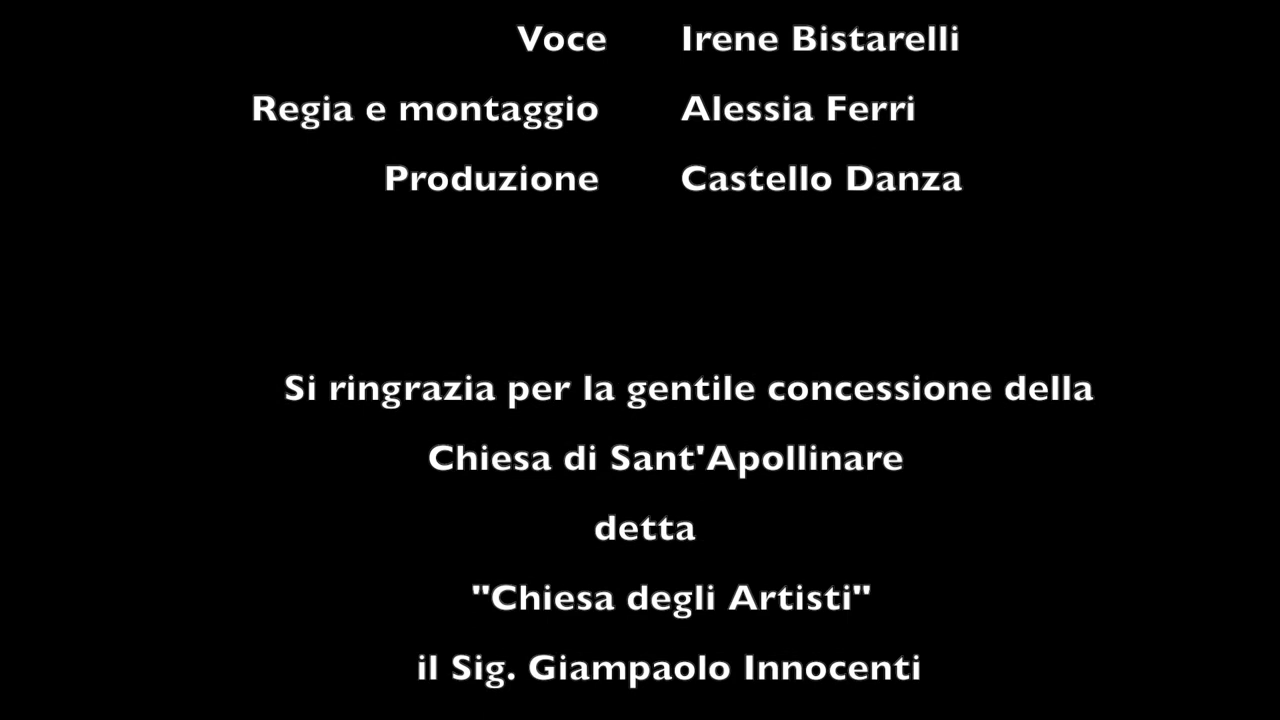 Voce Irene Bistarelli
Regia e montaggio Alessia Ferri
Produzione Castello Danza
Si ringrazia per la gentile concessione della
Chiesa di Sant'Apollinare
detta
"Chiesa degli Artisti"
il Sig. Giampaolo Innocenti